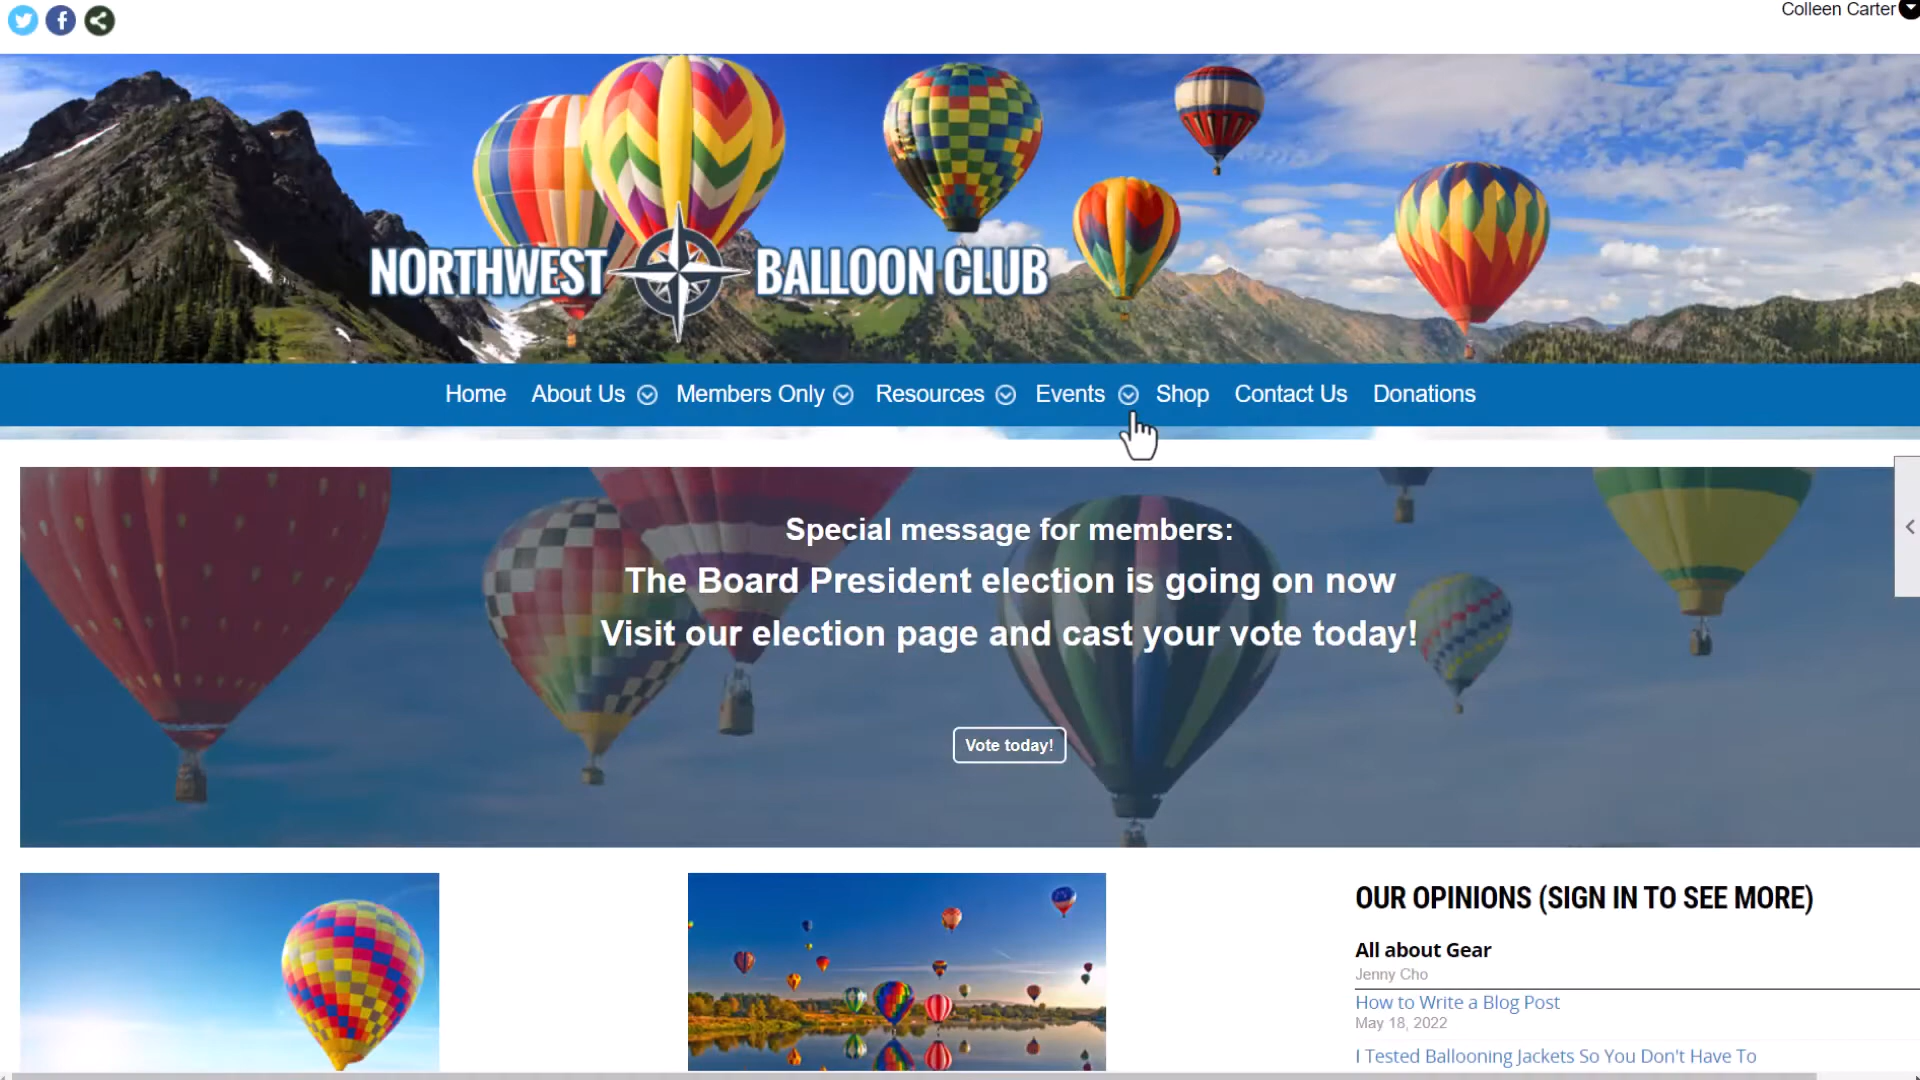 Colleen Carter
NORTHWEST BALLOON CLUB
Home About Us Members Only Resources Events Shop Contact Us Donations
Special message for members:
The Board President election is going on now
Visit our election page and cast your vote today!
Vote today!
OUR OPINIONS (SIGN IN TO SEE MORE)
All about Gear
Jenny Cho
How to Write a Blog Post
May 18, 2022
I Tested Ballooning Jackets So You Don't Have To